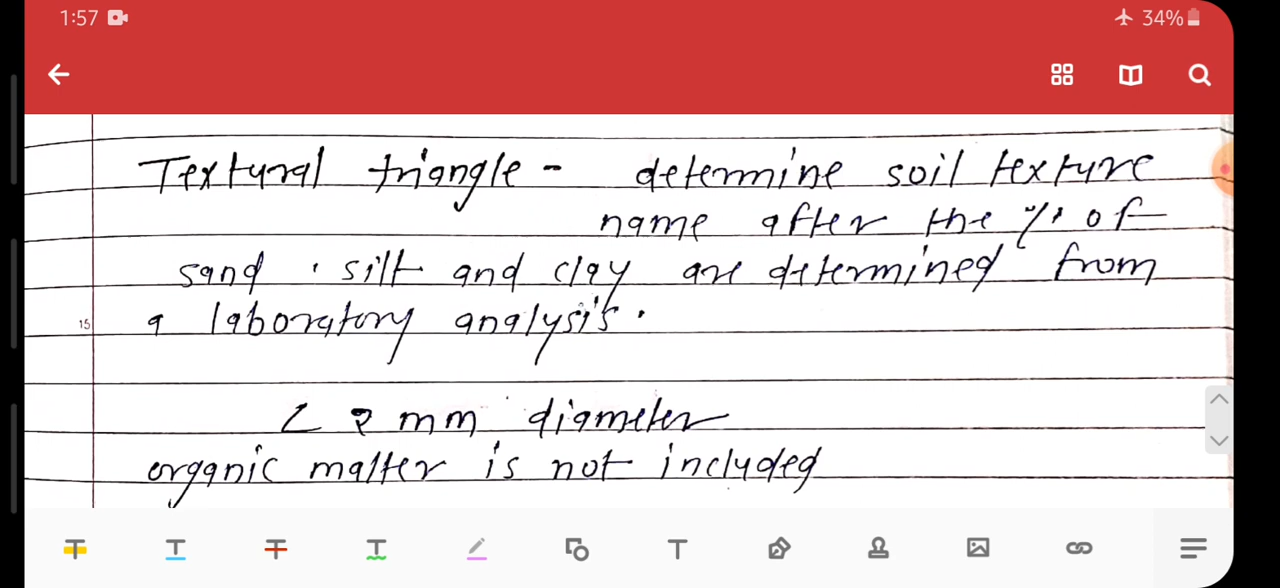 1:57
34%
Textural triangle - determine soil texture
name after the % of
sand, silt and clay are determined from
15
a laboratory analysis.
< 2 mm diameter
organic matter is not included